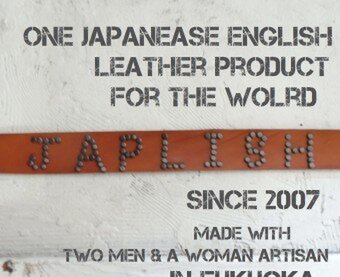 ONE JAPANEASE ENGLISH
LEATHER PRODUCT
FOR THE WOLRD
JAPLISH
SINCE 2007
MADE WITH
TWO MEN & A WOMAN ARTISAN
IN FUKUOKA